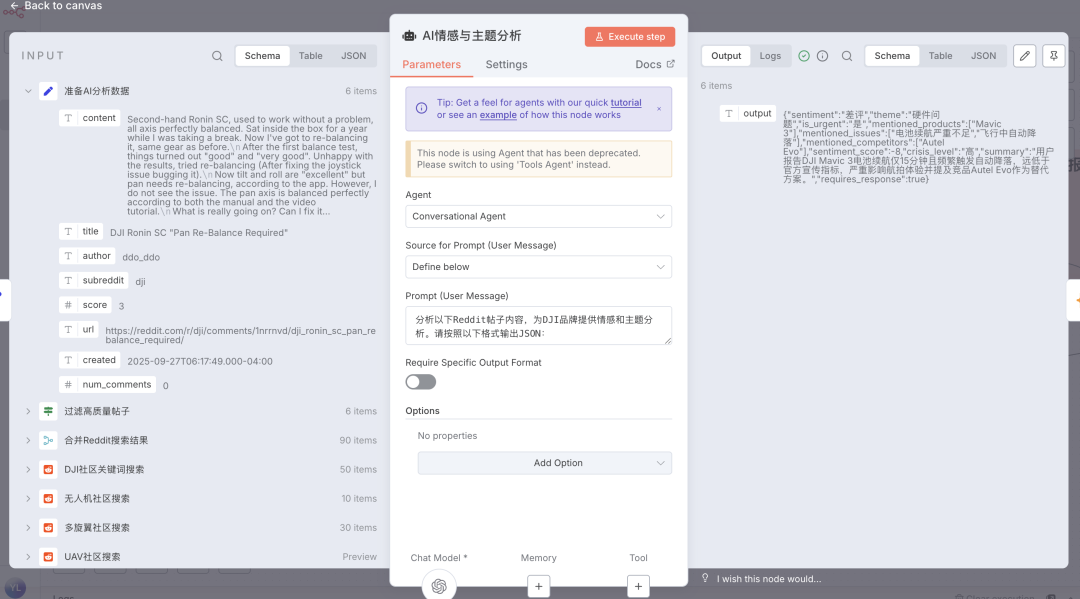 ← Back to canvas
INPUT
Schema
Table
JSON
准备AI分析数据
6 items
T content
Second-hand Ronin SC, used to work without a problem,
all axis perfectly balanced. Sat inside the box for a year
while I was taking a break. Now I've got to re-balancing
it, same gear as before.\n After the first balance test,
things turned out "good" and "very good". Unhappy with
the results, tried re-balancing (After fixing the joystick
issue bugging it).\n Now tilt and roll are "excellent" but
pan needs re-balancing, according to the app. However, I
do not see the issue. The pan axis is balanced perfectly
according to both the manual and the video
tutorial.\n What is really going on? Can I fix it...
T title
DJI Ronin SC "Pan Re-Balance Required"
T author
ddo_ddo
T subreddit
dji
# score
3
T url
https://reddit.com/r/dji/comments/1nrrnvd/dji_ronin_sc_pan_re
balance_required/
T created
2025-09-27T06:17:49.000-04:00
# num_comments
0
过滤高质量帖子
6 items
合并Reddit搜索结果
90 items
DJI社区关键词搜索
50 items
无人机社区搜索
10 items
多旋翼社区搜索
30 items
UAV社区搜索
Preview
AI情感与主题分析
Execute step
Parameters
Settings
Docs
Tip: Get a feel for agents with our quick tutorial
or see an example of how this node works
×
This node is using Agent that has been deprecated.
Please switch to using 'Tools Agent' instead.
Agent
Conversational Agent
Source for Prompt (User Message)
Define below
Prompt (User Message)
分析以下Reddit帖子内容，为DJI品牌提供情感和主题分
析。请按照以下格式输出JSON：
Require Specific Output Format
Options
No properties
Add Option
Chat Model *
Memory
Tool
+
+
Output
Logs
Schema
Table
JSON
6 items
T output
{"sentiment":"差评","theme":"硬件问
题","is_urgent":"是","mentioned_products":["Mavic
3"],"mentioned_issues":["电池续航严重不足","飞行中自动降
落"],"mentioned_competitors":["Autel
Evo"],"sentiment_score":-8,"crisis_level":"高","summary":"用户
报告DJI Mavic 3电池续航仅15分钟且频繁触发自动降落，远低于
官方宣传指标，严重影响航拍体验并提及竞品Autel Evo作为替代
方案。","requires_response":true}
I wish this node would...
YL